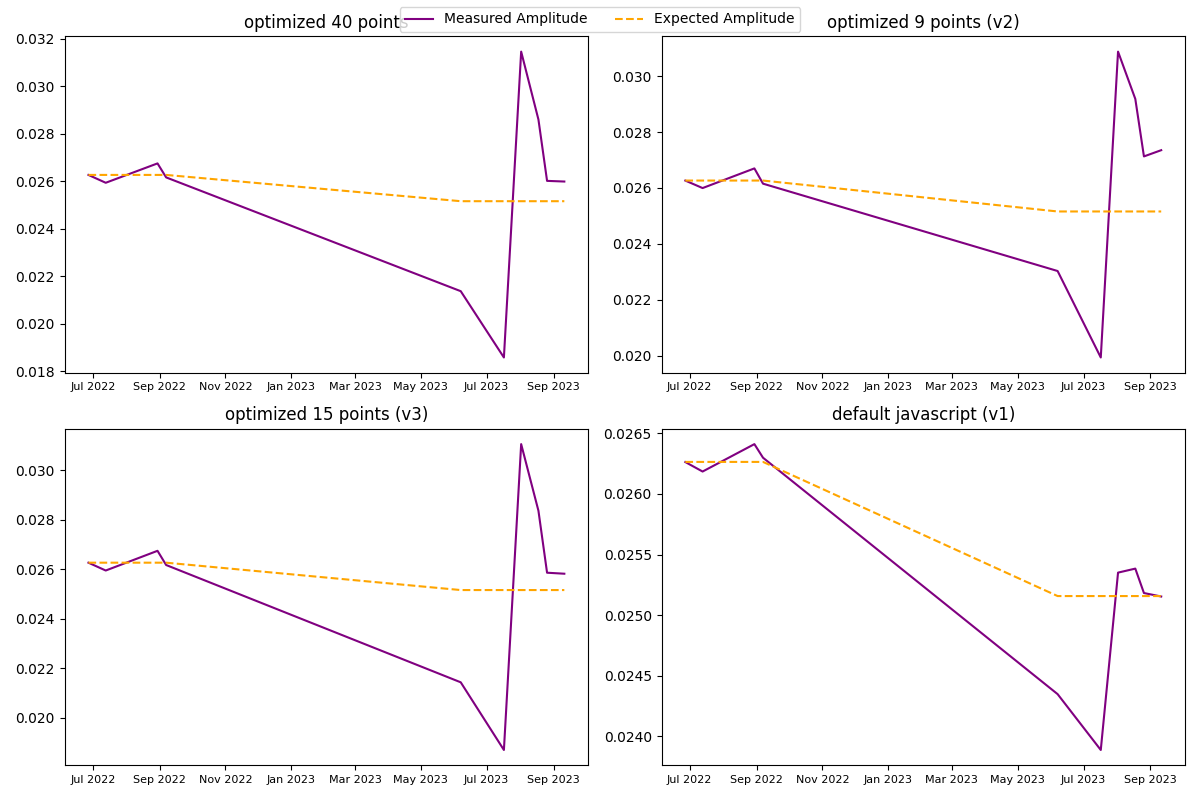 Measured Amplitude Expected Amplitude
optimized 40 points
0.032
0.030
0.028
0.026
0.024
0.022
0.020
0.018
Jul 2022 Sep 2022 Nov 2022 Jan 2023 Mar 2023 May 2023 Jul 2023 Sep 2023
optimized 9 points (v2)
0.030
0.028
0.026
0.024
0.022
0.020
Jul 2022 Sep 2022 Nov 2022 Jan 2023 Mar 2023 May 2023 Jul 2023 Sep 2023
optimized 15 points (v3)
0.030
0.028
0.026
0.024
0.022
0.020
Jul 2022 Sep 2022 Nov 2022 Jan 2023 Mar 2023 May 2023 Jul 2023 Sep 2023
default javascript (v1)
0.0265
0.0260
0.0255
0.0250
0.0245
0.0240
Jul 2022 Sep 2022 Nov 2022 Jan 2023 Mar 2023 May 2023 Jul 2023 Sep 2023